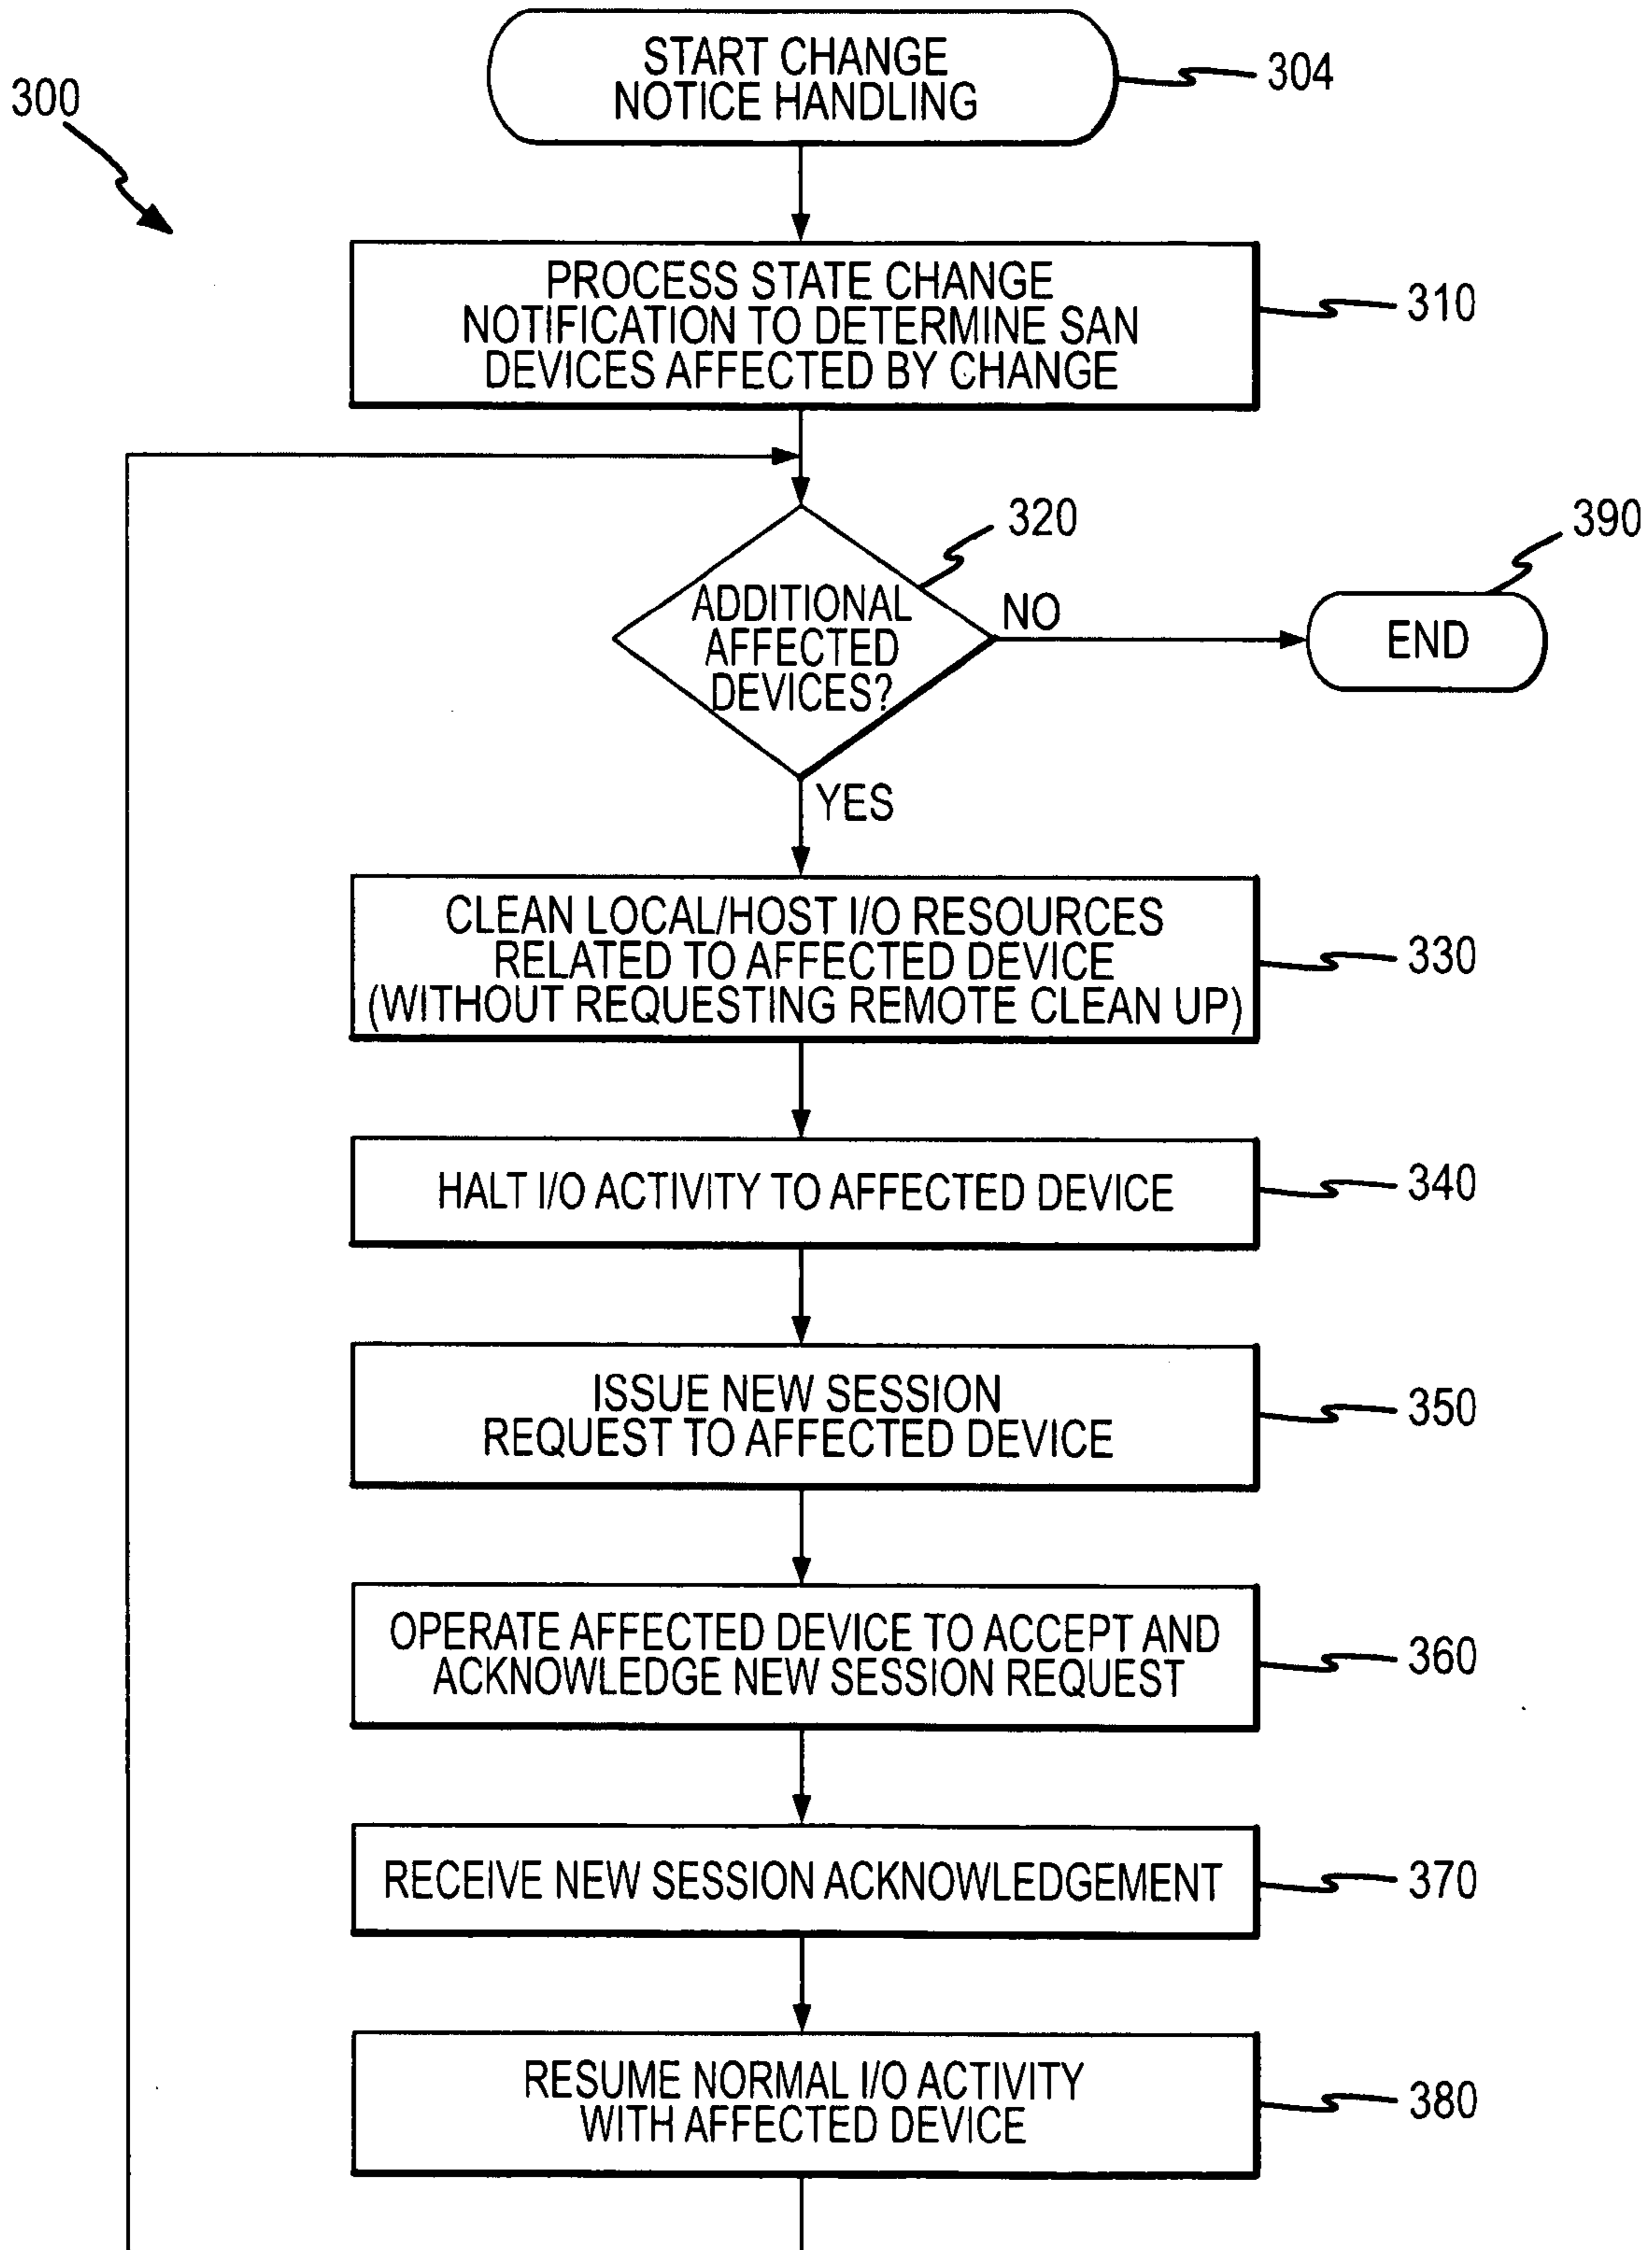 START CHANGE
NOTICE HANDLING
304
300
PROCESS STATE CHANGE
NOTIFICATION TO DETERMINE SAN
DEVICES AFFECTED BY CHANGE
310
320
390
ADDITIONAL
AFFECTED
DEVICES?
NO
END
YES
CLEAN LOCAL/HOST I/O RESOURCES
RELATED TO AFFECTED DEVICE
(WITHOUT REQUESTING REMOTE CLEAN UP)
330
HALT I/O ACTIVITY TO AFFECTED DEVICE
340
ISSUE NEW SESSION
REQUEST TO AFFECTED DEVICE
350
OPERATE AFFECTED DEVICE TO ACCEPT AND
ACKNOWLEDGE NEW SESSION REQUEST
360
RECEIVE NEW SESSION ACKNOWLEDGEMENT
370
RESUME NORMAL I/O ACTIVITY
WITH AFFECTED DEVICE
380